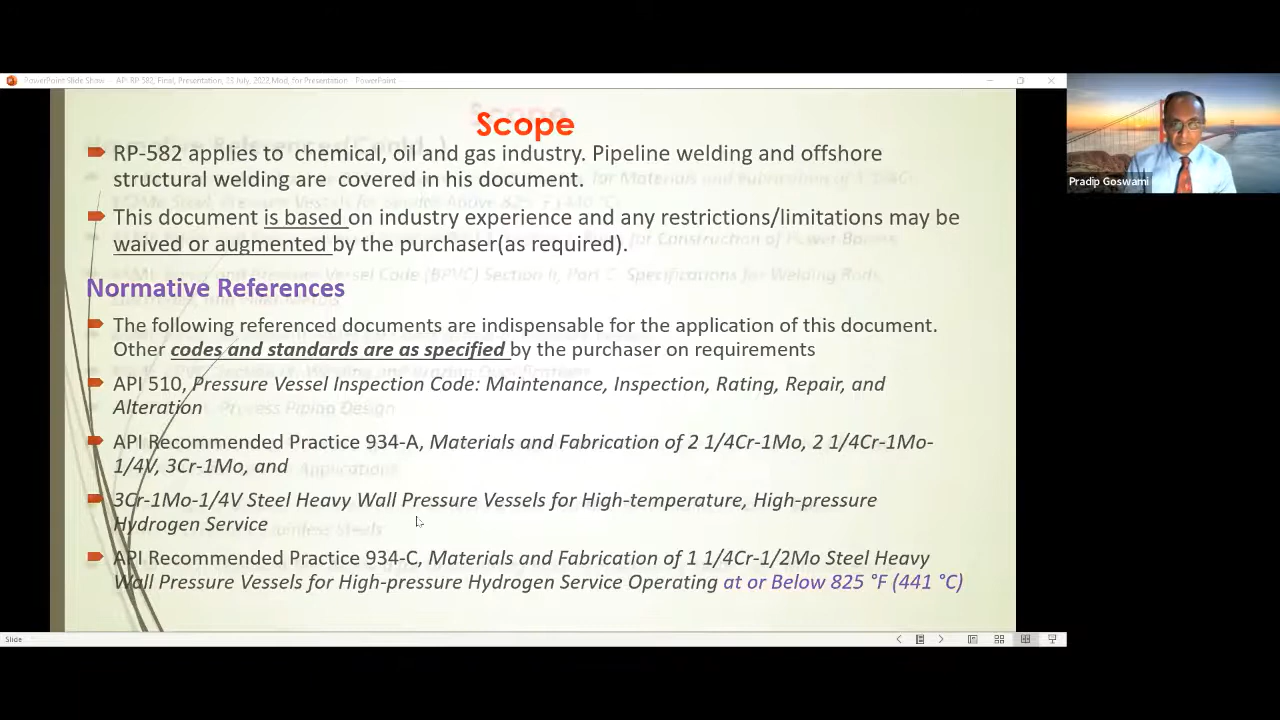 PowerPoint Slide Show - API RP 582, Final, Presentation, 23 July, 2022,Mod, for Presentation - PowerPoint
Scope
RP-582 applies to chemical, oil and gas industry. Pipeline welding and offshore
structural welding are covered in his document.
This document is based on industry experience and any restrictions/limitations may be
waived or augmented by the purchaser(as required).
Normative References
The following referenced documents are indispensable for the application of this document.
Other codes and standards are as specified by the purchaser on requirements
API 510, Pressure Vessel Inspection Code: Maintenance, Inspection, Rating, Repair, and
Alteration
API Recommended Practice 934-A, Materials and Fabrication of 2 1/4Cr-1Mo, 2 1/4Cr-1Mo-
1/4V, 3Cr-1Mo, and
3Cr-1Mo-1/4V Steel Heavy Wall Pressure Vessels for High-temperature, High-pressure
Hydrogen Service
API Recommended Practice 934-C, Materials and Fabrication of 1 1/4Cr-1/2Mo Steel Heavy
Wall Pressure Vessels for High-pressure Hydrogen Service Operating at or Below 825 °F (441 °C)
Slide
Pradip Goswami